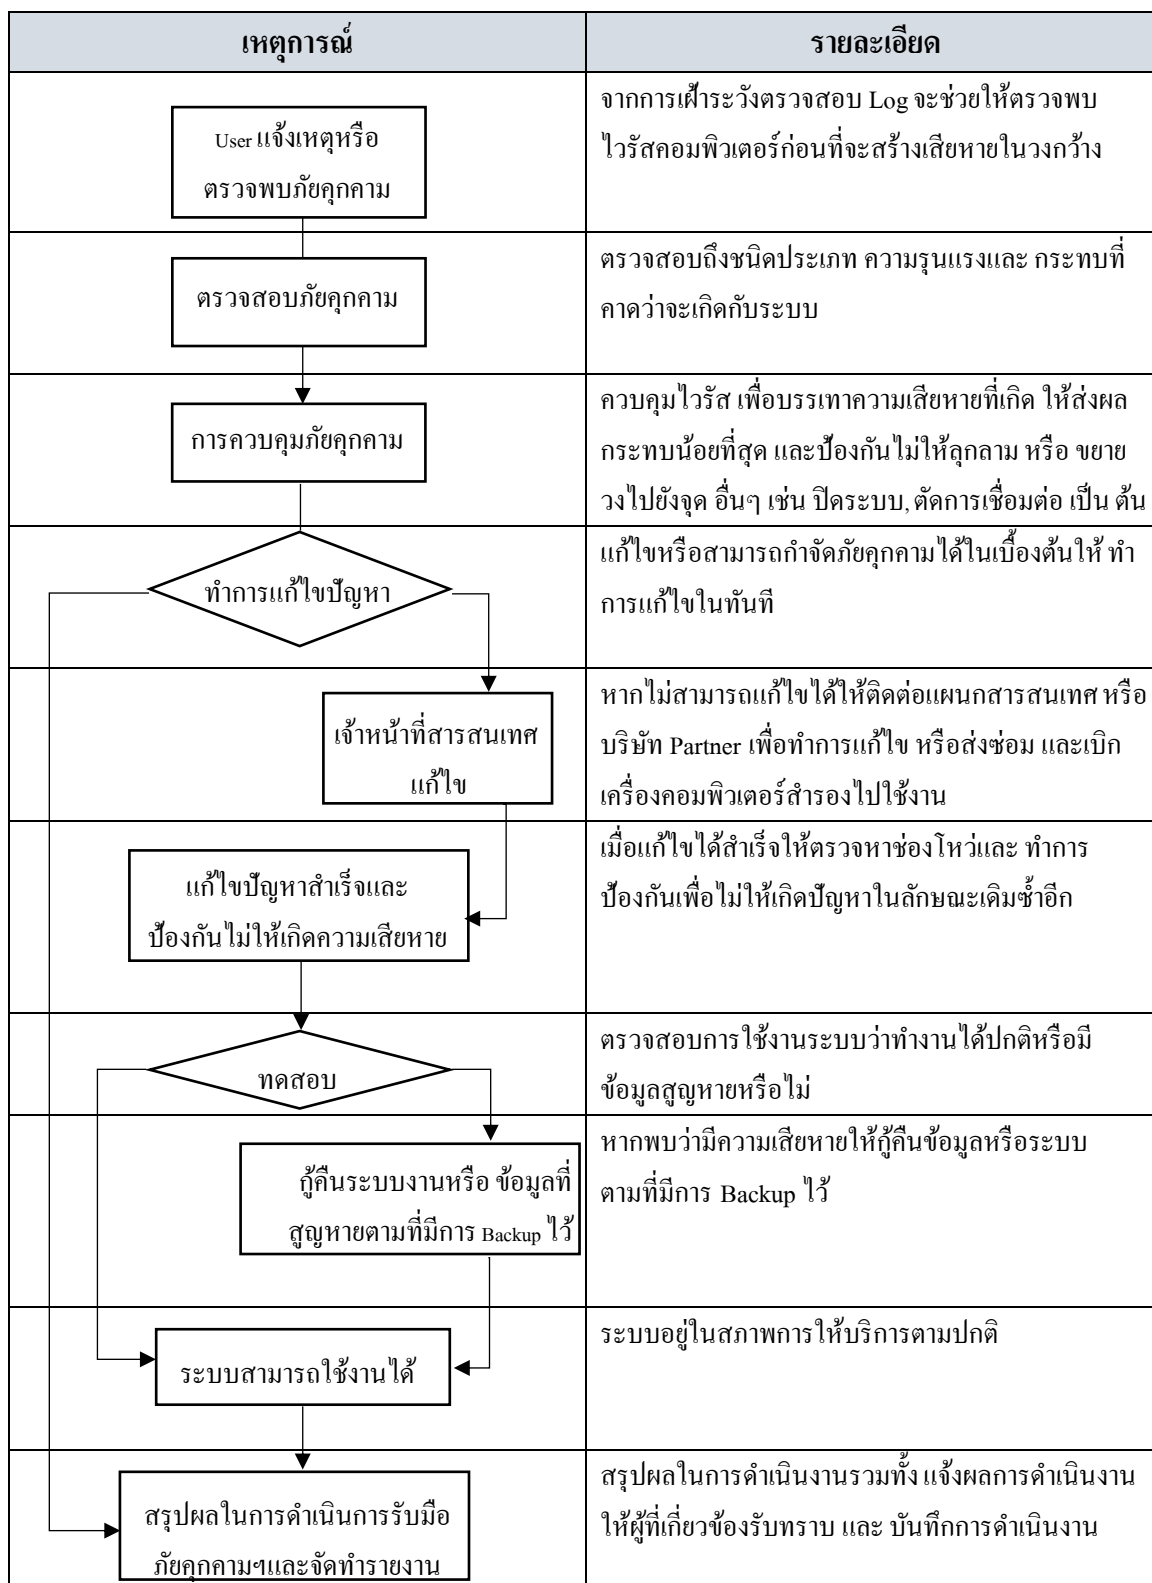 เหตุการณ์
รายละเอียด
User แจ้งเหตุหรือ
ตรวจพบภัยคุกคาม
จากการเฝ้าระวังตรวจสอบ Log จะช่วยให้ตรวจพบ
ไวรัสคอมพิวเตอร์ก่อนที่จะสร้างเสียหายในวงกว้าง
ตรวจสอบภัยคุกคาม
ตรวจสอบถึงชนิดประเภท ความรุนแรงและ กระทบที่
คาดว่าจะเกิดกับระบบ
การควบคุมภัยคุกคาม
ควบคุมไวรัส เพื่อบรรเทาความเสียหายที่เกิด ให้ส่งผล
กระทบน้อยที่สุด และป้องกันไม่ให้ลุกลาม หรือ ขยาย
วงไปยังจุด อื่นๆ เช่น ปิดระบบ, ตัดการเชื่อมต่อ เป็น ต้น
ทำการแก้ไขปัญหา
แก้ไขหรือสามารถกำจัดภัยคุกคามได้ในเบื้องต้นให้ ทำ
การแก้ไขในทันที
เจ้าหน้าที่สารสนเทศ
แก้ไข
หากไม่สามารถแก้ไขได้ให้ติดต่อแผนกสารสนเทศ หรือ
บริษัท Partner เพื่อทำการแก้ไข หรือส่งซ่อม และเบิก
เครื่องคอมพิวเตอร์สำรองไปใช้งาน
แก้ไขปัญหาสำเร็จและ
ป้องกันไม่ให้เกิดความเสียหาย
เมื่อแก้ไขได้สำเร็จให้ตรวจหาช่องโหว่และ ทำการ
ป้องกันเพื่อไม่ให้เกิดปัญหาในลักษณะเดิมซ้ำอีก
ทดสอบ
ตรวจสอบการใช้งานระบบว่าทำงานได้ปกติหรือมี
ข้อมูลสูญหายหรือไม่
กู้คืนระบบงานหรือ ข้อมูลที่
สูญหายตามที่มีการ Backup ไว้
หากพบว่ามีความเสียหายให้กู้คืนข้อมูลหรือระบบ
ตามที่มีการ Backup ไว้
ระบบสามารถใช้งานได้
ระบบอยู่ในสภาพการให้บริการตามปกติ
สรุปผลในการดำเนินการรับมือ
ภัยคุกคามฯและจัดทำรายงาน
สรุปผลในการดำเนินงานรวมทั้ง แจ้งผลการดำเนินงาน
ให้ผู้ที่เกี่ยวข้องรับทราบ และ บันทึกการดำเนินงาน